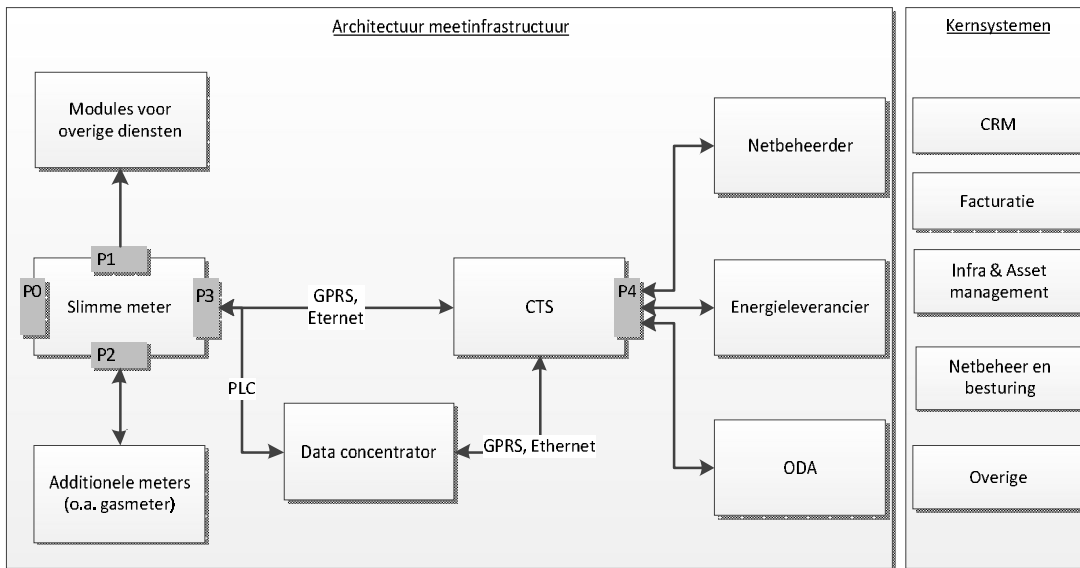 Architectuur meetinfrastructuur
Kernsystemen
Modules voor
overige diensten
P1
P0
Slimme meter
P3
P2
GPRS,
Eternet
PLC
Additionele meters
(o.a. gasmeter)
Data concentrator
GPRS, Ethernet
CTS
P4
Netbeheerder
Energieleverancier
ODA
CRM
Facturatie
Infra & Asset
management
Netbeheer en
besturing
Overige